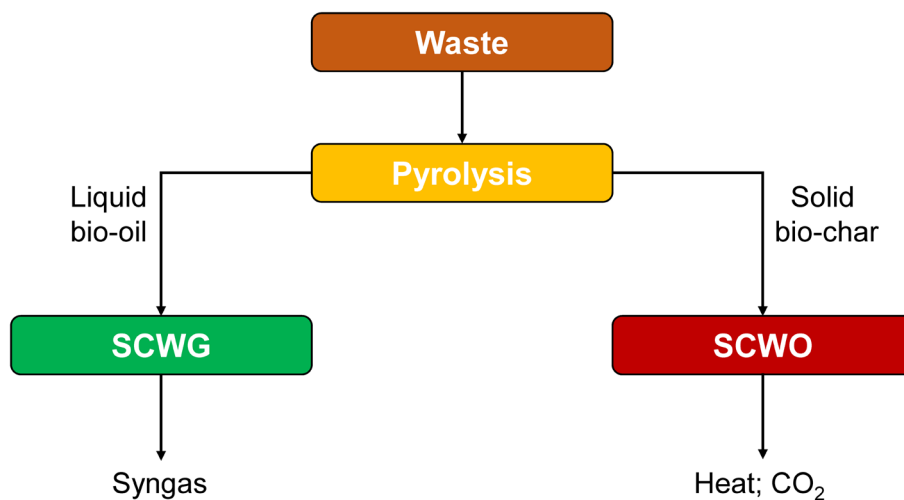 Waste
Pyrolysis
Liquid
bio-oil
Solid
bio-char
SCWG
SCWO
Syngas
Heat; CO₂